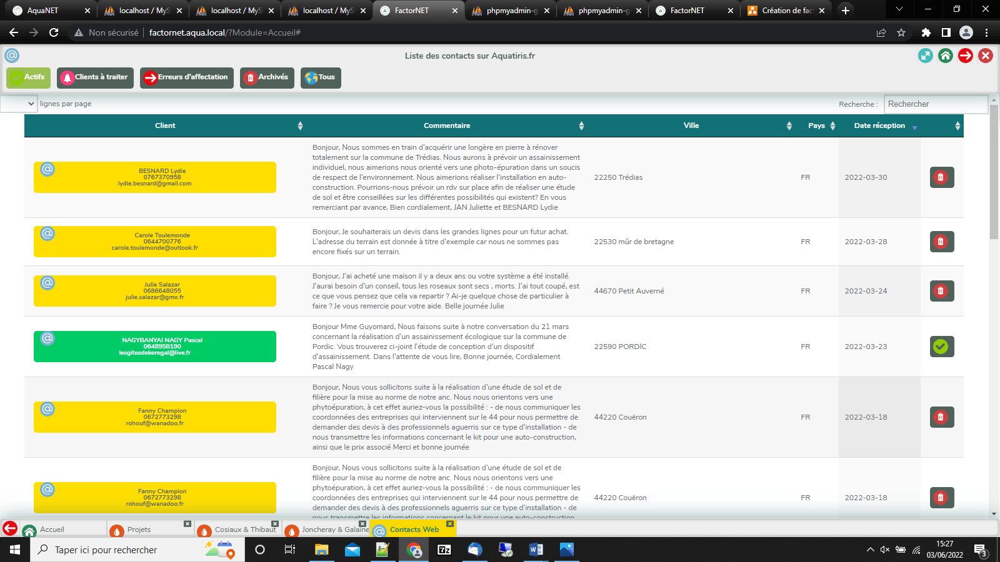 AquaNET
localhost / MyS
localhost / MyS
localhost / MyS
FactorNET
phpmyadmin-g
phpmyadmin-g
FactorNET
Création de fac
Non sécurisé
factornet.aqua.local/?Module=Accueil#
Liste des contacts sur Aquatiris.fr
Actifs
Clients à traiter
Erreurs d'affectation
Archivés
Tous
lignes par page
Recherche :
Rechercher
Client
Commentaire
Ville
Pays
Date réception
BESNARD Lydie
0767370958
lydie.besnard@gmail.com
Bonjour, Nous sommes en train d'acquérir une longère en pierre à rénover
totalement sur la commune de Trédias. Nous aurons à prévoir un assainissement
individuel, nous aimerions nous orienté vers une photo-épuration dans un soucis
de respect de l'environnement. Nous aimerions réaliser l'installation en auto-
construction. Pourrions-nous prévoir un rdv sur place afin de réaliser une étude
de sol et être conseillées sur les différentes possibilités qui existent? En vous
remerciant par avance, Bien cordialement, JAN Juliette et BESNARD Lydie
22250 Trédias
FR
2022-03-30
Carole Toulemonde
0644700776
carole.toulemonde@outlook.fr
Bonjour, Je souhaiterais un devis dans les grandes lignes pour un futur achat.
L'adresse du terrain est donnée à titre d'exemple car nous ne sommes pas
encore fixés sur un terrain.
22530 mûr de bretagne
FR
2022-03-28
Julie Salazar
0686648055
julie.salazar@gmx.fr
Bonjour, J'ai acheté une maison il y a deux ans ou votre système a été installé.
J'aurai besoin d'un conseil, tous les roseaux sont secs , morts. J'ai tout coupé, est
ce que vous pensez que cela va repartir ? Ai-je quelque chose de particulier à
faire ? Je vous remercie pour votre aide. Belle journée Julie
44670 Petit Auverné
FR
2022-03-24
NAGYBANYAI NAGY Pascal
0648958190
lesgitesdekeregal@live.fr
Bonjour Mme Guyomard, Nous faisons suite à notre conversation du 21 mars
concernant la réalisation d'un assainissement écologique sur la commune de
Pordic. Vous trouverez ci-joint l'étude de conception d'un dispositif
d'assainissement. Dans l'attente de vous lire, Bonne journée, Cordialement
Pascal Nagy
22590 PORDIC
FR
2022-03-23
Fanny Champion
0672773298
rohouf@wanadoo.fr
Bonjour, Nous vous sollicitons suite à la réalisation d'une étude de sol et de
filière pour la mise au norme de notre anc. Nous nous orientons vers une
phytoépuration, à cet effet auriez-vous la possibilité : - de nous communiquer les
coordonnées des entreprises qui interviennent sur le 44 pour nous permettre de
demander des devis à des professionnels aguerris sur ce type d'installation - de
nous transmettre les informations concernant le kit pour une auto-construction,
ainsi que le prix associé Merci et bonne journée
44220 Couëron
FR
2022-03-18
Fanny Champion
0672773298
rohouf@wanadoo.fr
Bonjour, Nous vous sollicitons suite à la réalisation d'une étude de sol et de
filière pour la mise au norme de notre anc. Nous nous orientons vers une
phytoépuration, à cet effet auriez-vous la possibilité : - de nous communiquer les
coordonnées des entreprises qui interviennent sur le 44 pour nous permettre de
demander des devis à des professionnels aguerris sur ce type d'installation - de
nous transmettre les informations concernant le kit pour une auto-construction,
44220 Couëron
FR
2022-03-18
Accueil
Projets
Cosiaux & Thibaut
Joncheray & Galaine
Contacts Web
Taper ici pour rechercher
15:27
03/06/2022
3